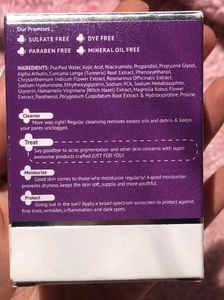 Our Promises ;
SULFATE FREE
DYE FREE
PARABEN FREE
MINERAL OIL FREE
INGREDIENTS: Purified Water, Kojic Acid, Niacinamide, Propandiol, Propylene Glycol,
Alpha Arbutin, Curcuma Longa (Turmeric) Root Extract, Phenoxyethanol,
Chrysanthemum Indicum Flower Extract, Rosmarinus Officinalis Extract,
Sodium Hyaluronate, Ethylhexylglycerin, Sodium PCA, Sodium Metabisulphite,
Glycerin, Hamamelis Virginiana (Witch Hazel) Extract, Magnolia Kobus Flower
Extract, Panthenol, Polygonum Cuspidatum Root Extract & Hydroxyproline, Proline.
Cleanse
Mom was right! Regular cleansing removes excess oils and debris & keeps
your pores unclogged.
Treat
Say goodbye to acne, pigmentation and other skin concerns with super
awesome products crafted JUST FOR YOU!
Moisturize
Good skin comes to those who moisturize regularly! A good moisturizer
prevents dryness, keeps the skin soft, supple and more youthful.
Protect
Going out in the sun? Apply a broad-spectrum sunscreen to protect against
fine lines, wrinkles, inflammation and dark spots.